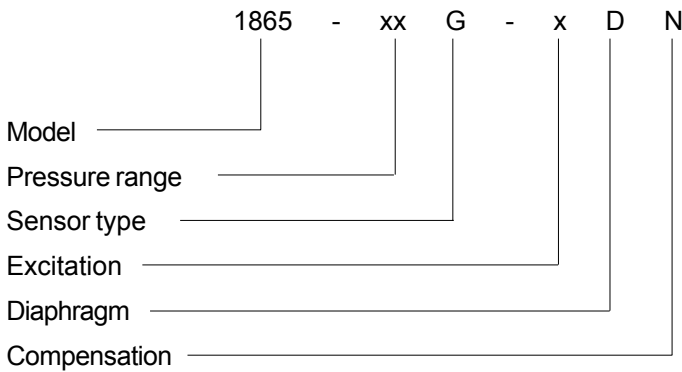 1865 - xx G - x D N
Model
Pressure range
Sensor type
Excitation
Diaphragm
Compensation